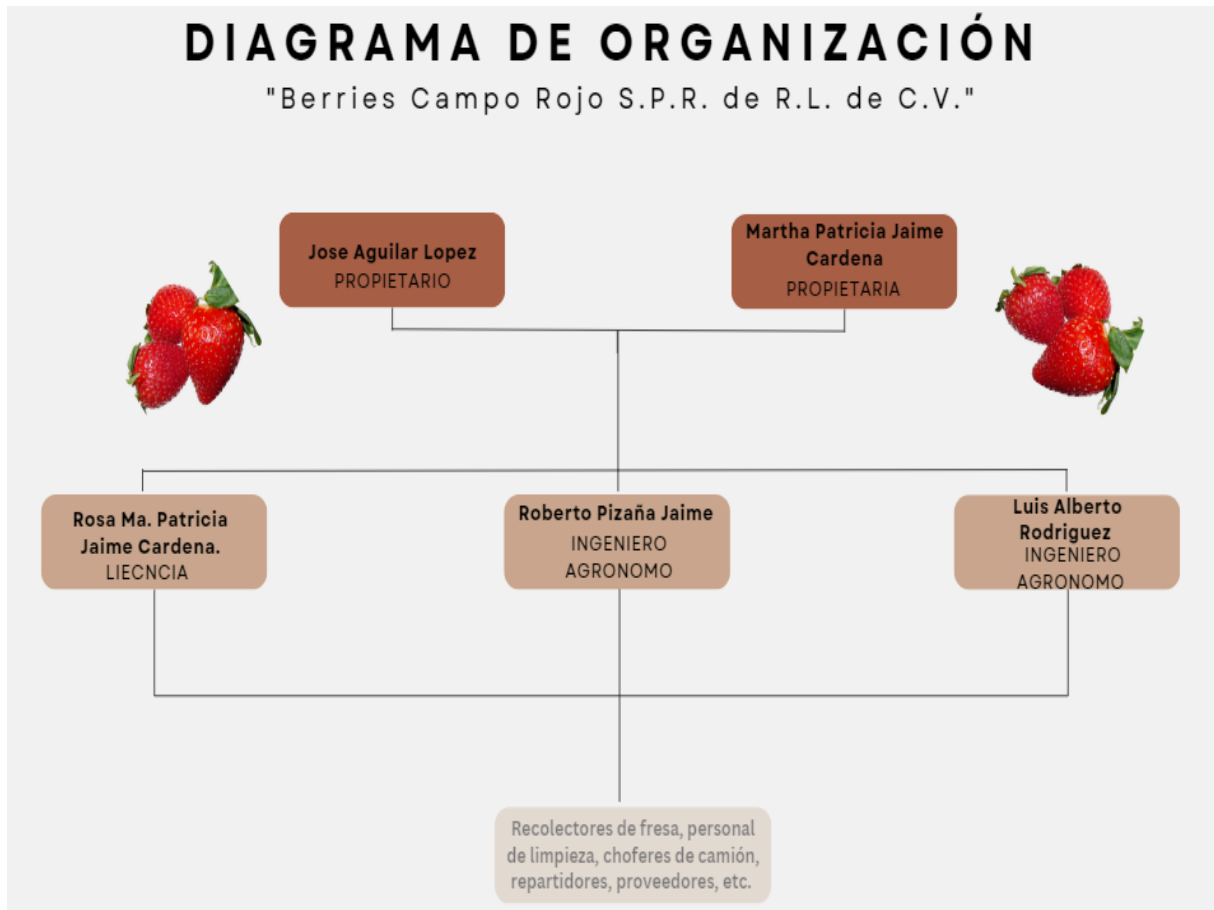 DIAGRAMA DE ORGANIZACIÓN
"Berries Campo Rojo S.P.R. de R.L. de C.V."
Jose Aguilar Lopez
PROPIETARIO
Martha Patricia Jaime
Cardena
PROPIETARIA
Rosa Ma. Patricia
Jaime Cardena.
LIECNCIA
Roberto Pizaña Jaime
INGENIERO
AGRONOMO
Luis Alberto
Rodriguez
INGENIERO
AGRONOMO
Recolectores de fresa, personal
de limpieza, choferes de camión,
repartidores, proveedores, etc.